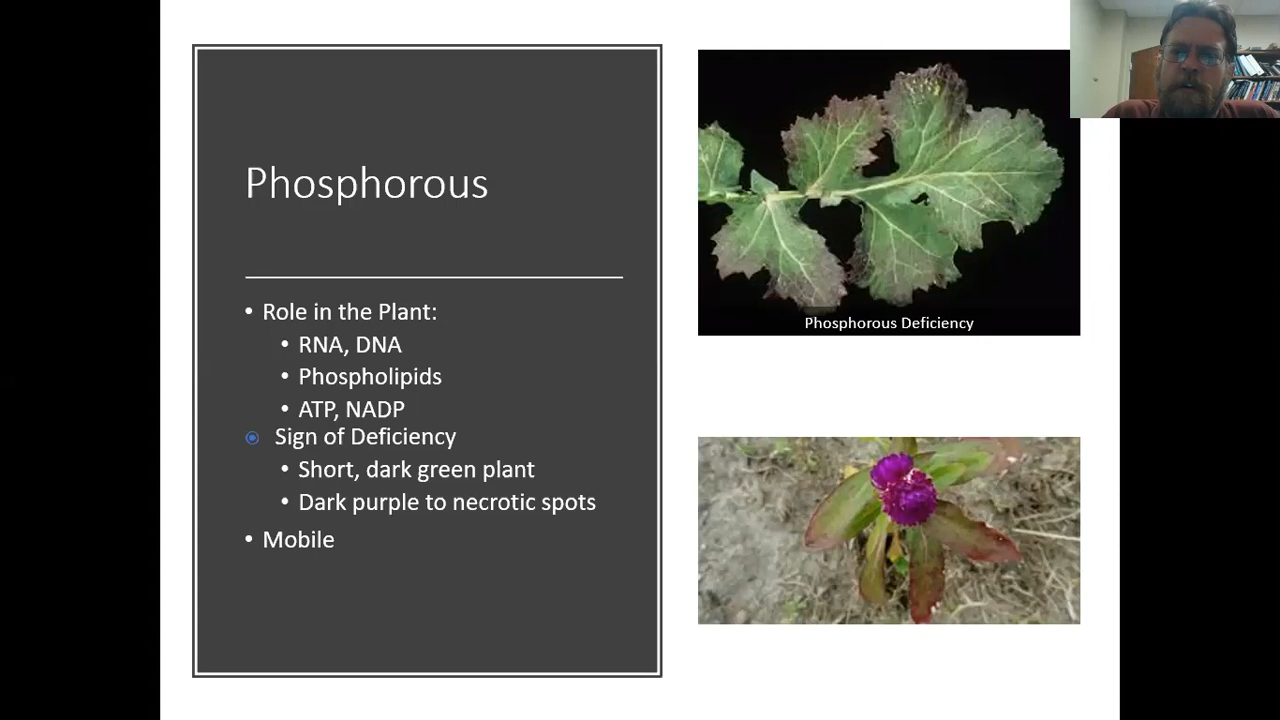 Phosphorous
• Role in the Plant:
• RNA, DNA
• Phospholipids
• ATP, NADP
Sign of Deficiency
• Short, dark green plant
• Dark purple to necrotic spots
• Mobile
Phosphorous Deficiency